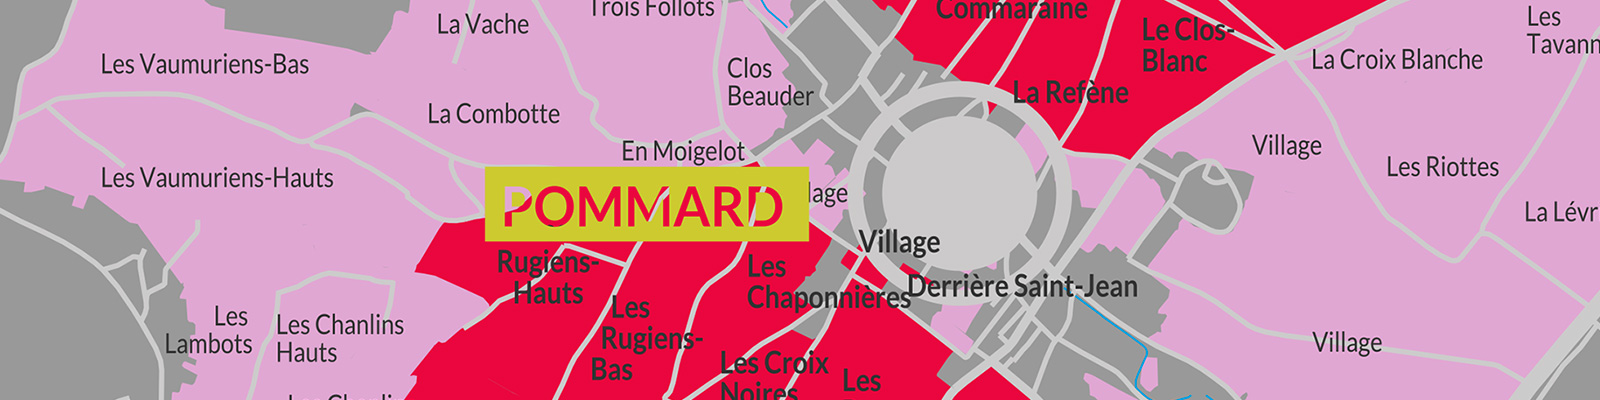 Trois Follots
La Vache
Commaraine
Le Clos-
Blanc
Les
Tavann
Les Vaumuriens-Bas
Clos
Beauder
La Croix Blanche
La Refène
La Combotte
En Moigelot
Village
Les Riottes
Les Vaumuriens-Hauts
POMMARD
lage
La Lévr
Village
Rugiens-
Hauts
Les
Chaponnières
Derrière Saint-Jean
Les
Rugiens-
Bas
Les
Lambots
Les Chanlins
Hauts
Village
Les Croix
Noires
Les